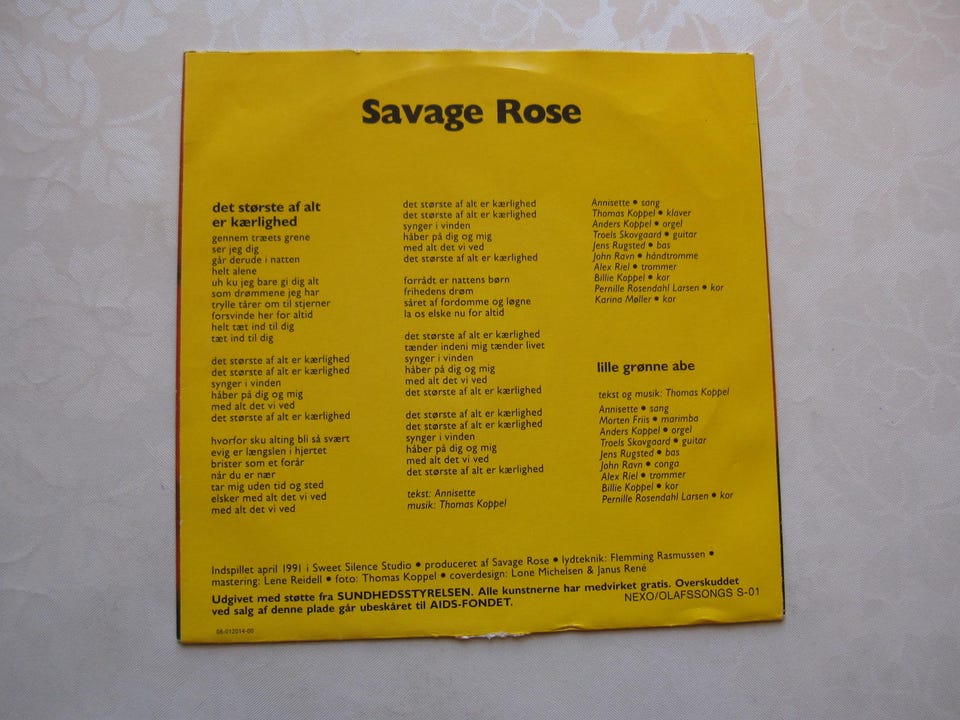 Savage Rose
det største af alt
er kærlighed
gennem træets grene
ser jeg dig
går derude i natten
helt alene
uh ku jeg bare gi dig alt
som drømmene jeg har
trylle tårer om til stjerner
forsvinde her for altid
helt tæt ind til dig
tæt ind til dig
det største af alt er kærlighed
det største af alt er kærlighed
synger i vinden
håber på dig og mig
med alt det vi ved
det største af alt er kærlighed
hvorfor sku alting bli så svært
evig er længslen i hjertet
brister som et forår
når du er nær
tar mig uden tid og sted
elsker med alt det vi ved
med alt det vi ved
det største af alt er kærlighed
det største af alt er kærlighed
synger i vinden
håber på dig og mig
med alt det vi ved
det største af alt er kærlighed
forrådt er nattens børn
frihedens drøm
såret af fordomme og løgne
la os elske nu for altid
det største af alt er kærlighed
tænder indeni mig tænder livet
synger i vinden
håber på dig og mig
med alt det vi ved
det største af alt er kærlighed
det største af alt er kærlighed
det største af alt er kærlighed
synger i vinden
håber på dig og mig
med alt det vi ved
det største af alt er kærlighed
tekst: Annisette
musik: Thomas Koppel
Annisette • sang
Thomas Koppel • klaver
Anders Koppel • orgel
Troels Skovgaard • guitar
Jens Rugsted • bas
John Ravn • håndtromme
Alex Riel • trommer
Billie Koppel • kor
Pernille Rosendahl Larsen • kor
Karina Møller • kor
lille grønne abe
tekst og musik: Thomas Koppel
Annisette • sang
Morten Friis • marimba
Anders Koppel • orgel
Troels Skovgaard • guitar
Jens Rugsted • bas
John Ravn • conga
Alex Riel • trommer
Billie Koppel • kor
Pernille Rosendahl Larsen • kor
Indspillet april 1991 i Sweet Silence Studio • produceret af Savage Rose • lydteknik: Flemming Rasmussen •
mastering: Lene Reidell • foto: Thomas Koppel • coverdesign: Lone Michelsen & Janus René
Udgivet med støtte fra SUNDHEDSSTYRELSEN. Alle kunstnerne har medvirket gratis. Overskuddet
ved salg af denne plade går ubeskåret til AIDS-FONDET.
NEXO/OLAFSSONGS S-01
06-012014-00